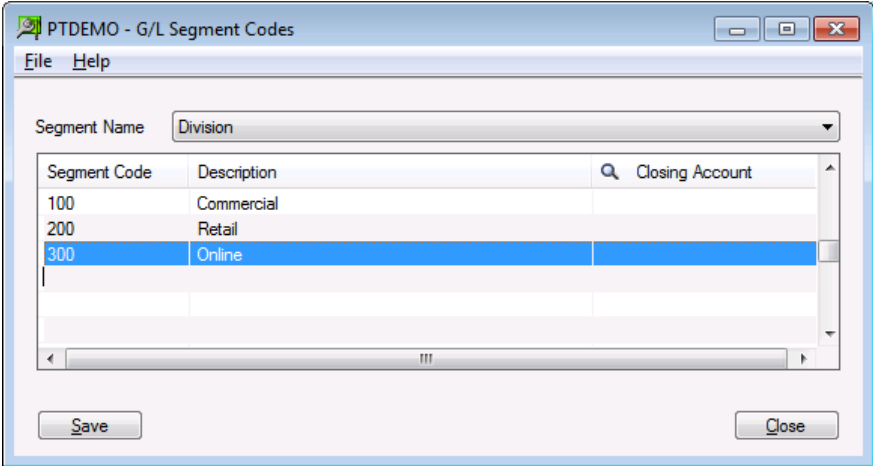 PTDEMO - G/L Segment Codes
File Help
Segment Name Division
Segment Code Description Closing Account
100 Commercial
200 Retail
300 Online
Save Close